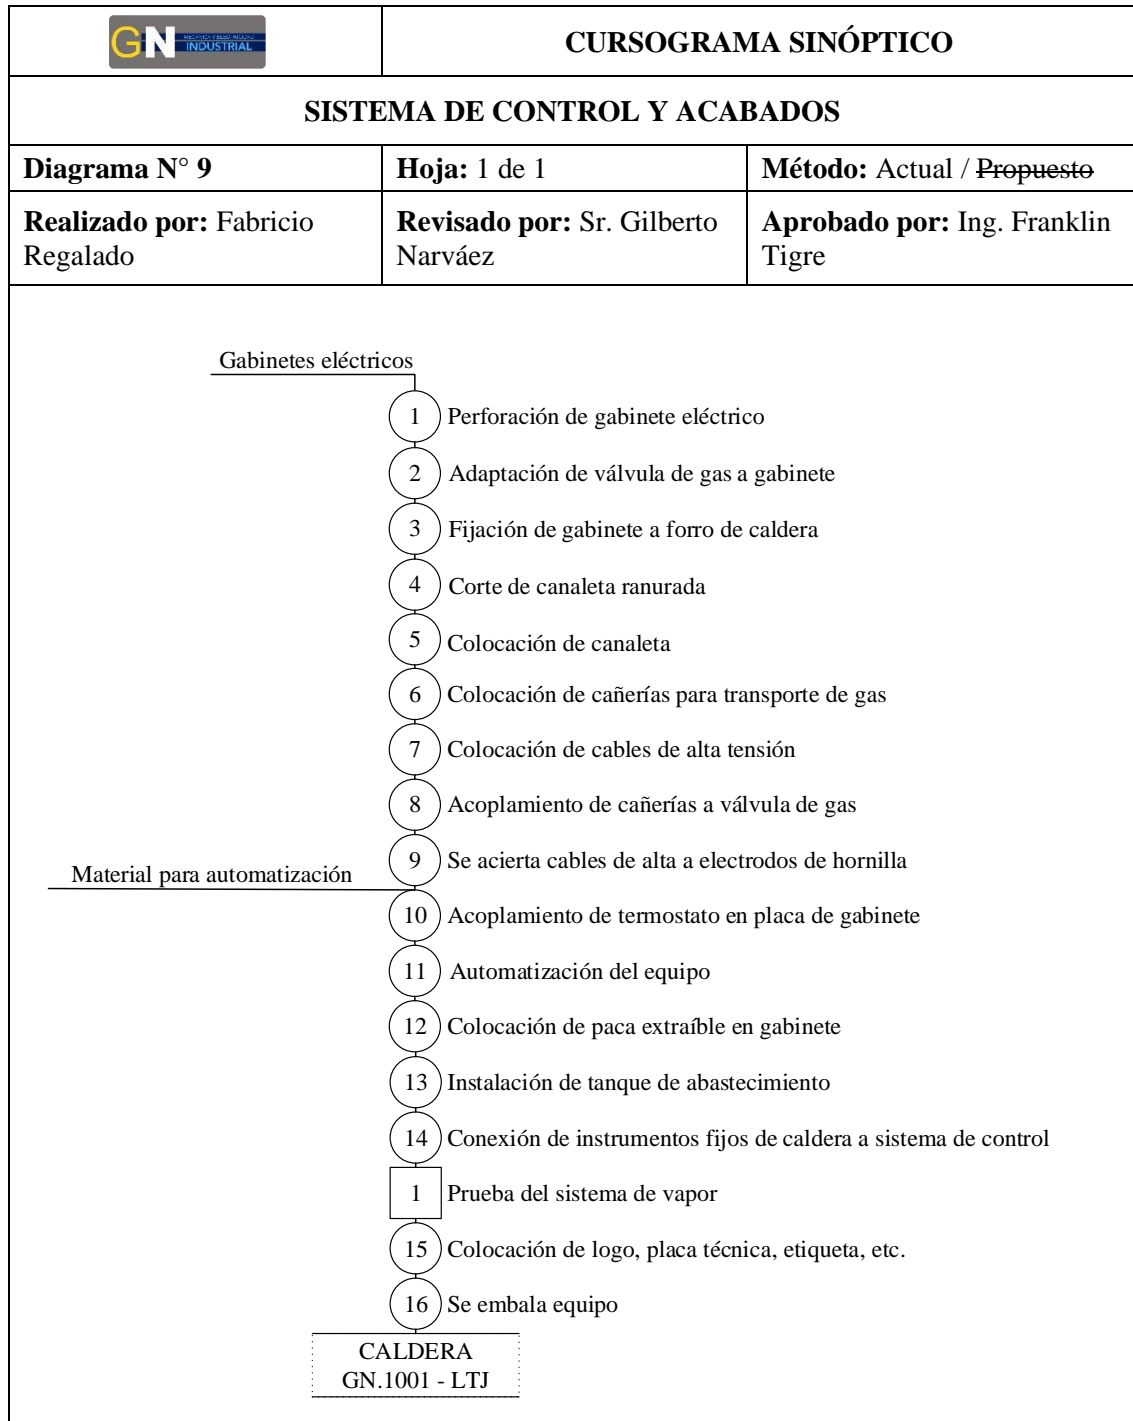 GN MECÁNICA Y ELECTRICIDAD
INDUSTRIAL
CURSOGRAMA SINÓPTICO
SISTEMA DE CONTROL Y ACABADOS
Diagrama N° 9
Hoja: 1 de 1
Método: Actual / Propuesto
Realizado por: Fabricio
Regalado
Revisado por: Sr. Gilberto
Narváez
Aprobado por: Ing. Franklin
Tigre
Gabinetes eléctricos
1 Perforación de gabinete eléctrico
2 Adaptación de válvula de gas a gabinete
3 Fijación de gabinete a forro de caldera
4 Corte de canaleta ranurada
5 Colocación de canaleta
6 Colocación de cañerías para transporte de gas
7 Colocación de cables de alta tensión
8 Acoplamiento de cañerías a válvula de gas
9 Se acierta cables de alta a electrodos de hornilla
Material para automatización
10 Acoplamiento de termostato en placa de gabinete
11 Automatización del equipo
12 Colocación de paca extraíble en gabinete
13 Instalación de tanque de abastecimiento
14 Conexión de instrumentos fijos de caldera a sistema de control
1 Prueba del sistema de vapor
15 Colocación de logo, placa técnica, etiqueta, etc.
16 Se embala equipo
CALDERA
GN.1001 - LTJ